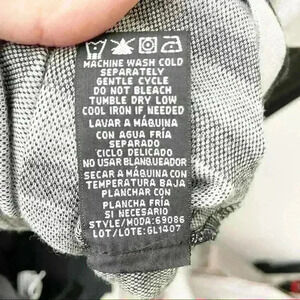 MACHINE WASH COLD
SEPARATELY
GENTLE CYCLE
DO NOT BLEACH
TUMBLE DRY LOW
COOL IRON IF NEEDED
LAVAR A MÁQUINA
CON AGUA FRÍA
SEPARADO
CICLO DELICADO
NO USAR BLANQUEADOR
SECAR A MÁQUINA CON
TEMPERATURA BAJA
PLANCHAR CON
PLANCHA FRÍA
SI NECESARIO
STYLE/MODA: 69086
LOT/LOTE: GL1407